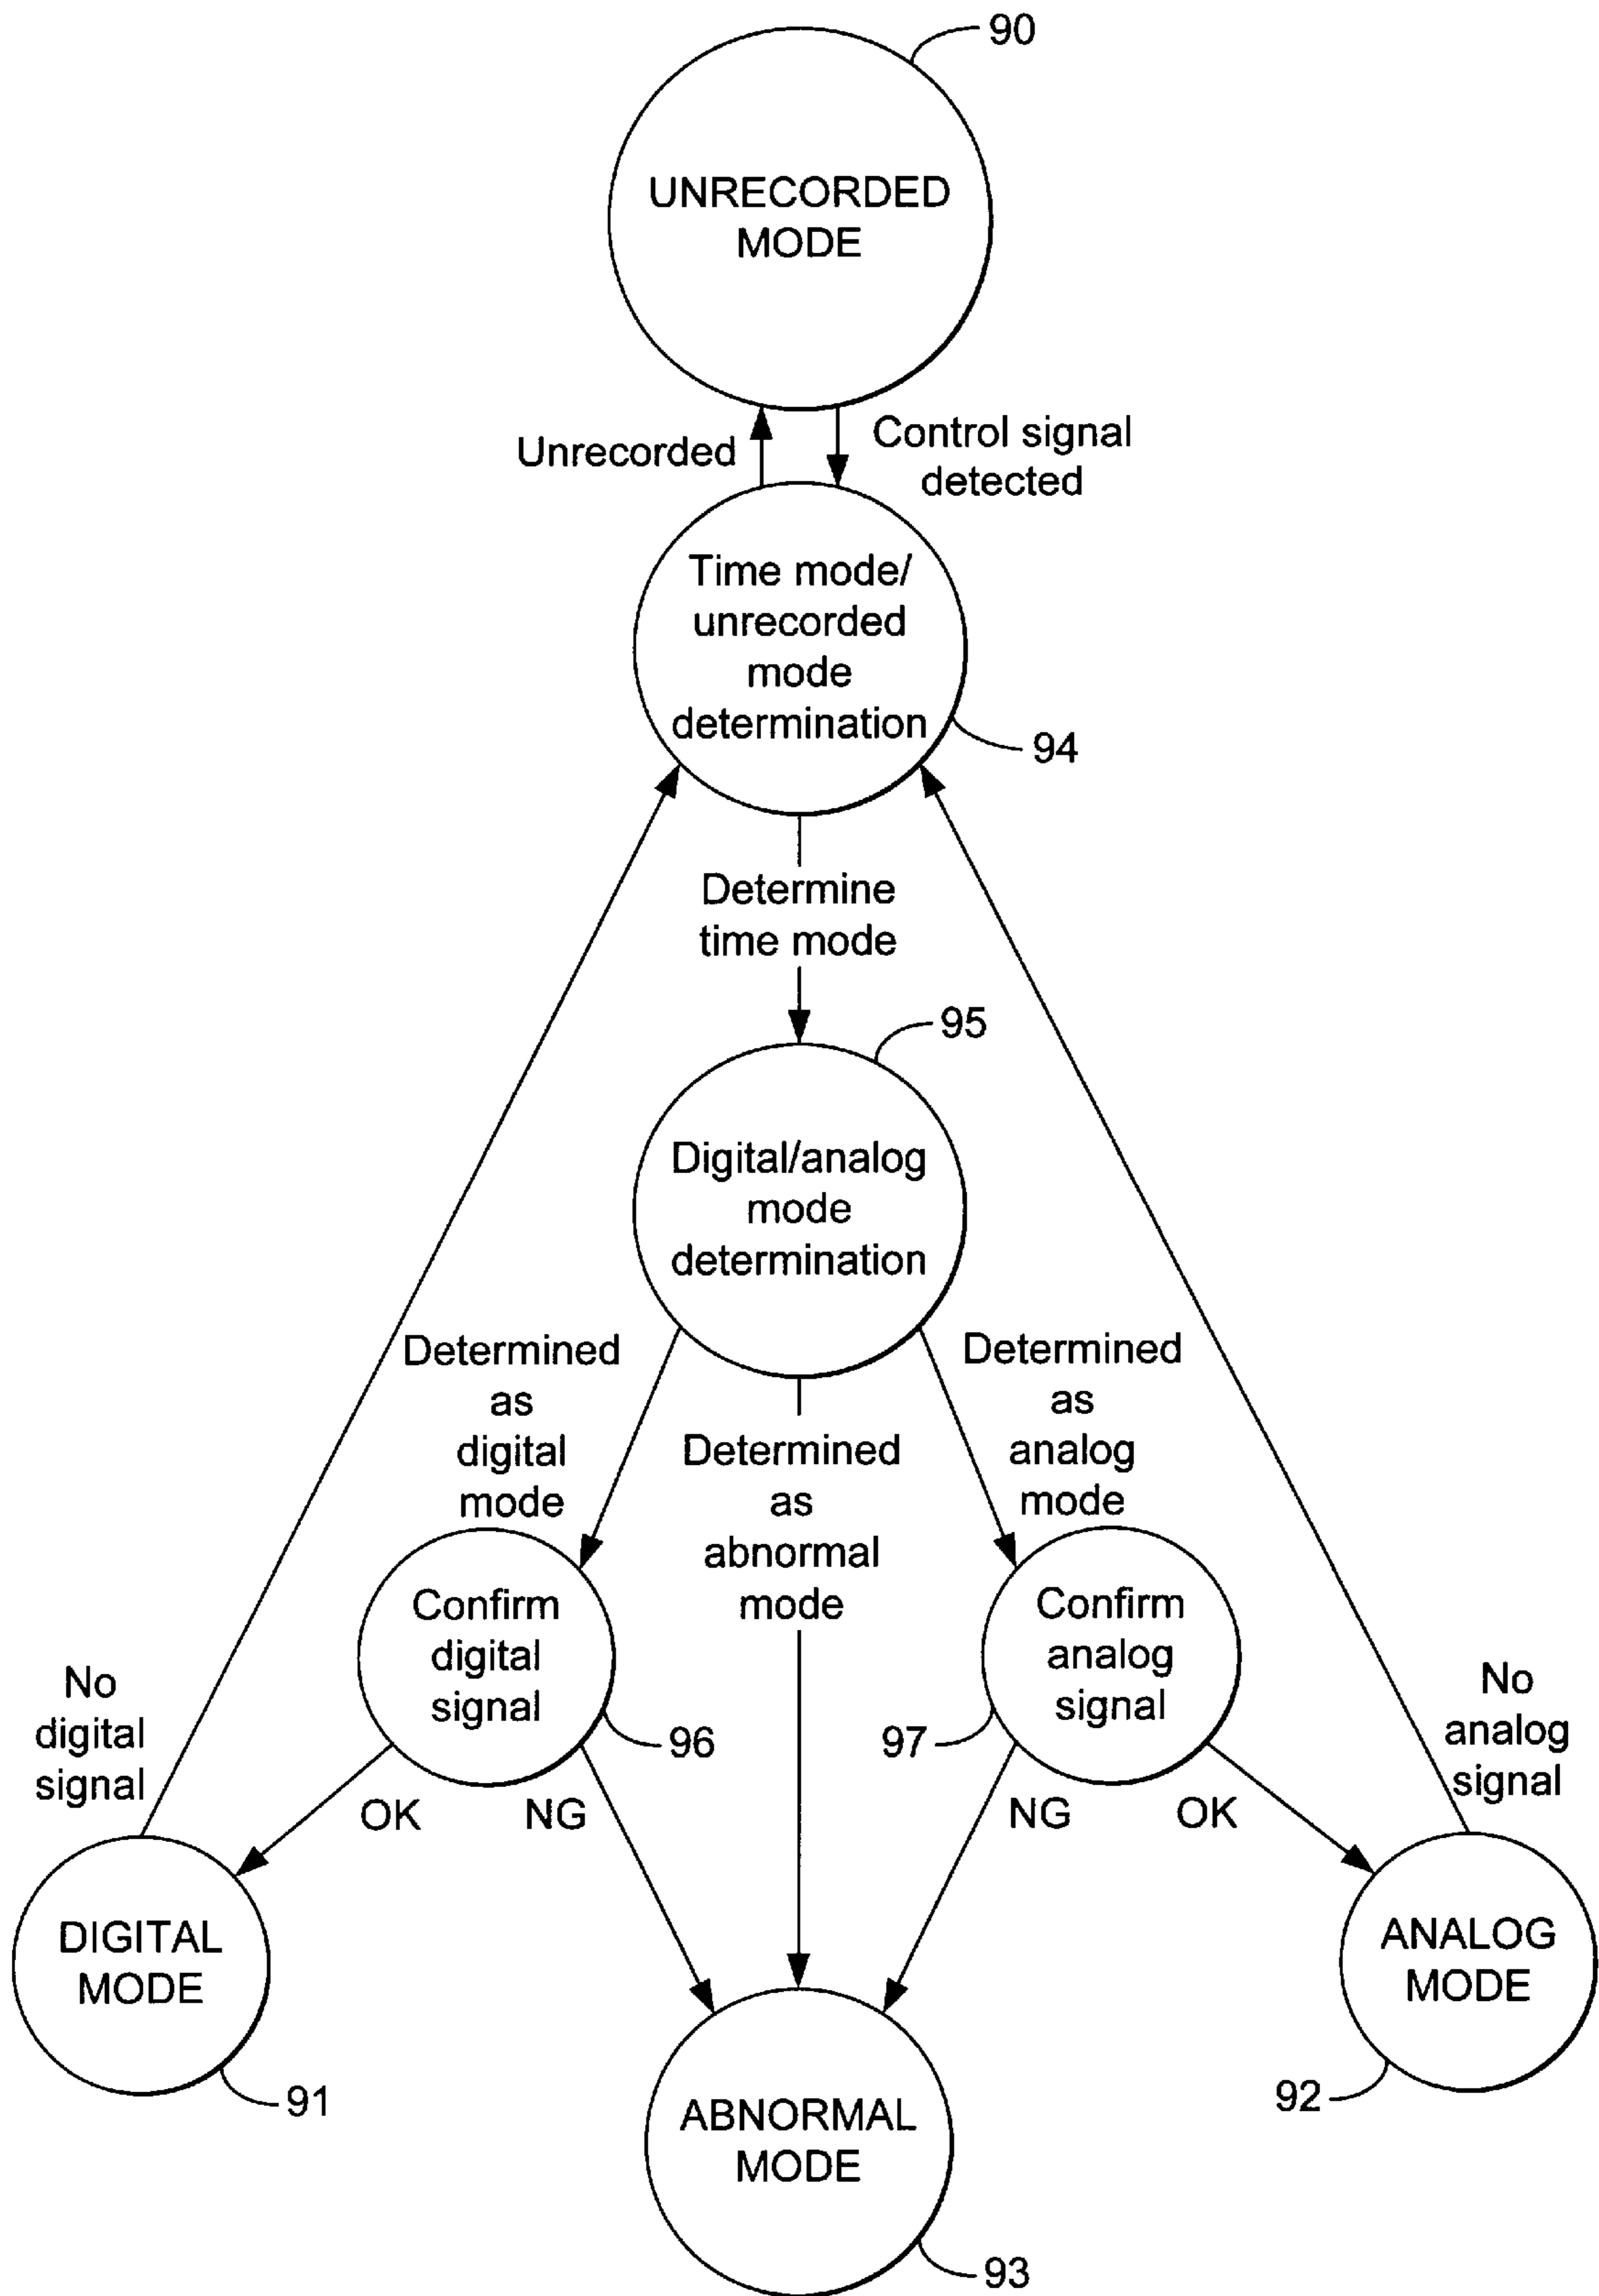 90
UNRECORDED
MODE
Unrecorded
Control signal
detected
Time mode/
unrecorded
mode
determination
94
Determine
time mode
95
Digital/analog
mode
determination
Determined
as
digital
mode
Determined
as
abnormal
mode
Determined
as
analog
mode
Confirm
digital
signal
96
Confirm
analog
signal
97
No
digital
signal
No
analog
signal
OK
NG
NG
OK
DIGITAL
MODE
91
ANALOG
MODE
92
ABNORMAL
MODE
93